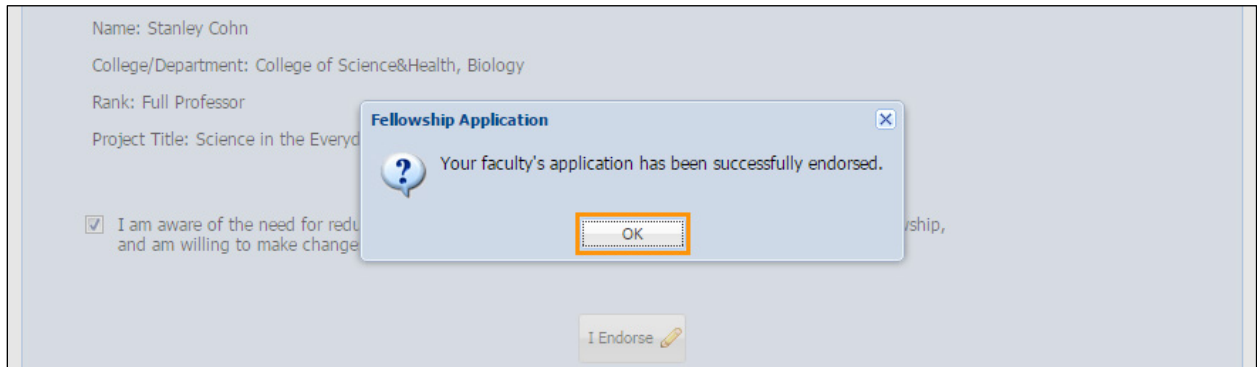 Name: Stanley Cohn
College/Department: College of Science&Health, Biology
Rank: Full Professor
Project Title: Science in the Everyd
Fellowship Application
Your faculty's application has been successfully endorsed.
OK
I am aware of the need for redu vship,
and am willing to make change
I Endorse